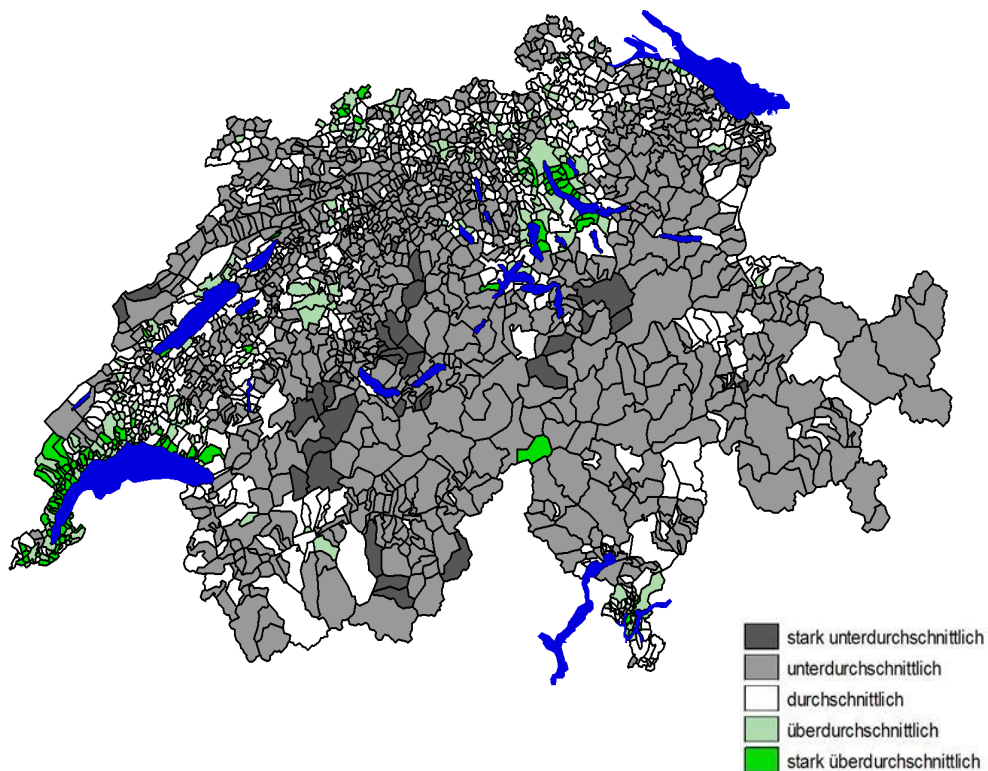 stark unterdurchschnittlich
unterdurchschnittlich
durchschnittlich
überdurchschnittlich
stark überdurchschnittlich